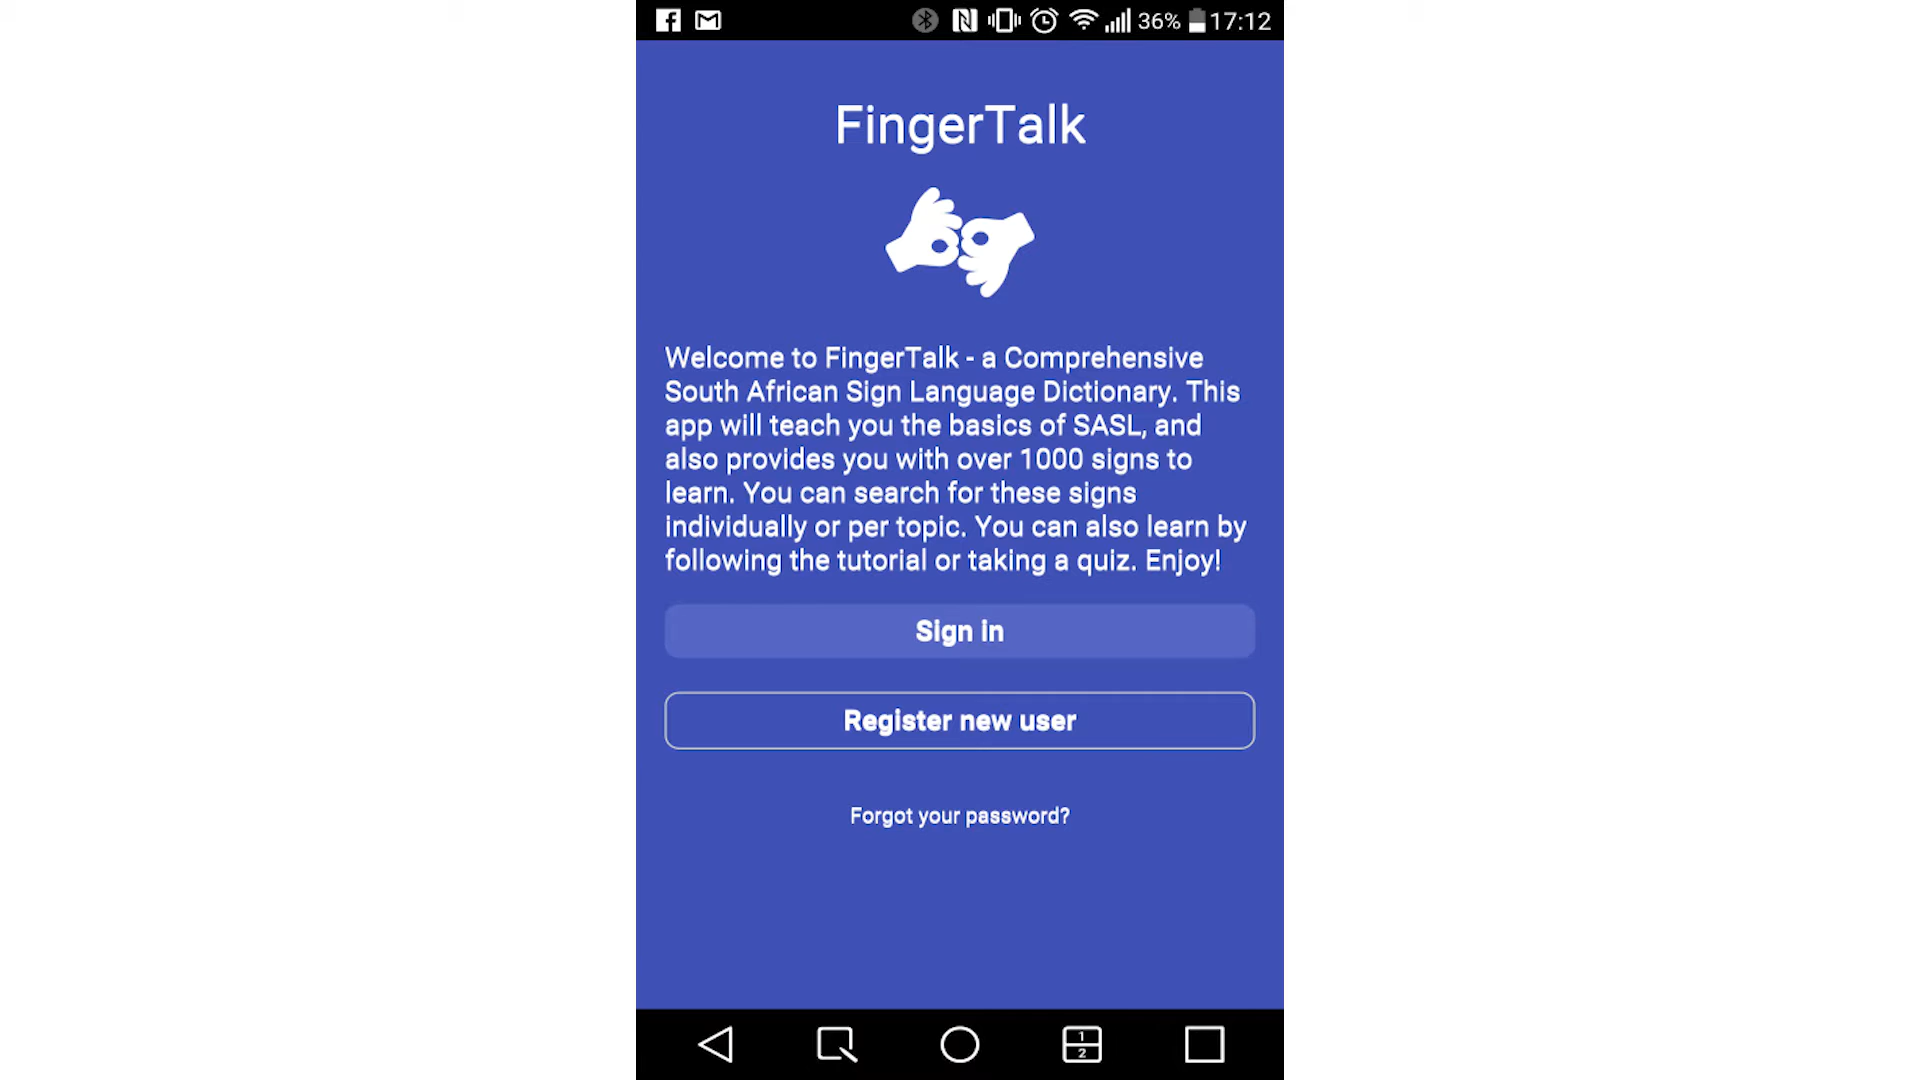 36% 17:12
FingerTalk
Welcome to FingerTalk - a Comprehensive
South African Sign Language Dictionary. This
app will teach you the basics of SASL, and
also provides you with over 1000 signs to
learn. You can search for these signs
individually or per topic. You can also learn by
following the tutorial or taking a quiz. Enjoy!
Sign in
Register new user
Forgot your password?
1
2